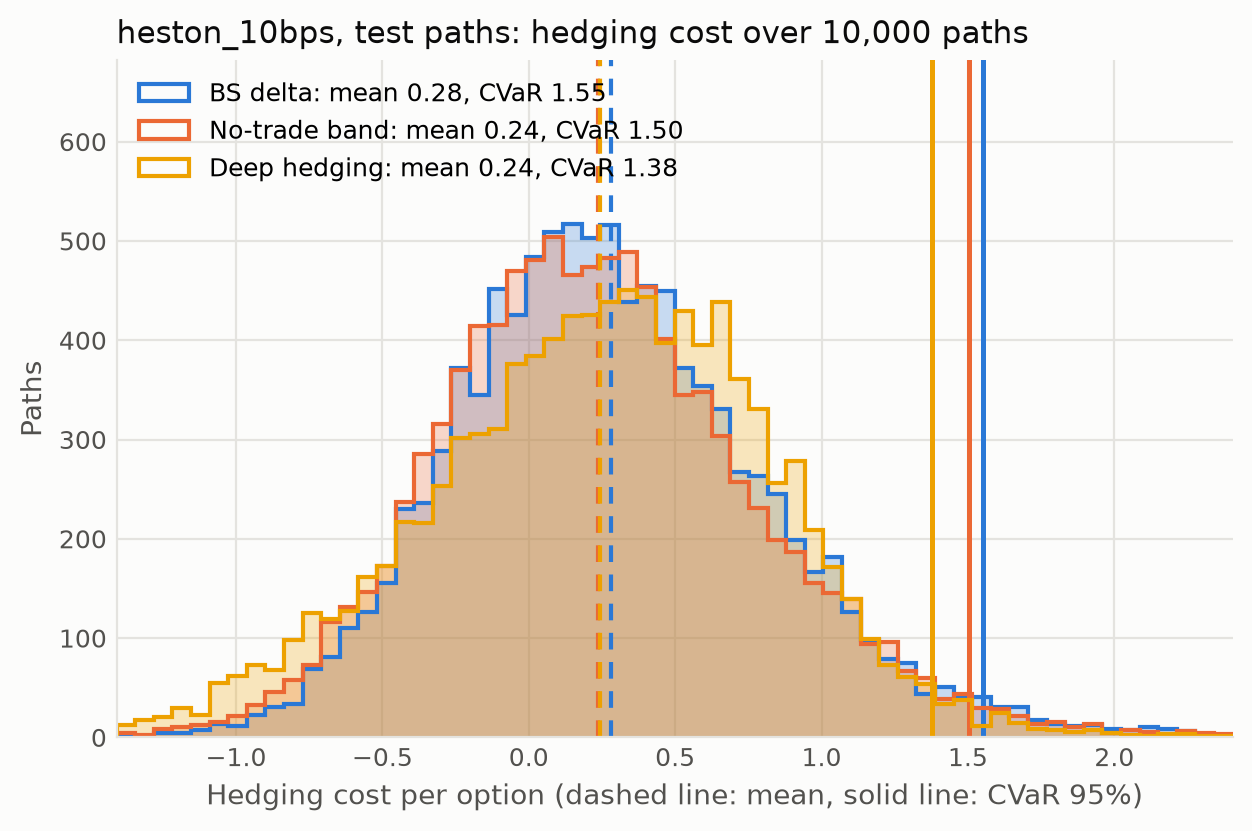 heston_10bps, test paths: hedging cost over 10,000 paths
BS delta: mean 0.28, CVaR 1.55
No-trade band: mean 0.24, CVaR 1.50
Deep hedging: mean 0.24, CVaR 1.38
Paths
600
500
400
300
200
100
0
−1.0 −0.5 0.0 0.5 1.0 1.5 2.0
Hedging cost per option (dashed line: mean, solid line: CVaR 95%)